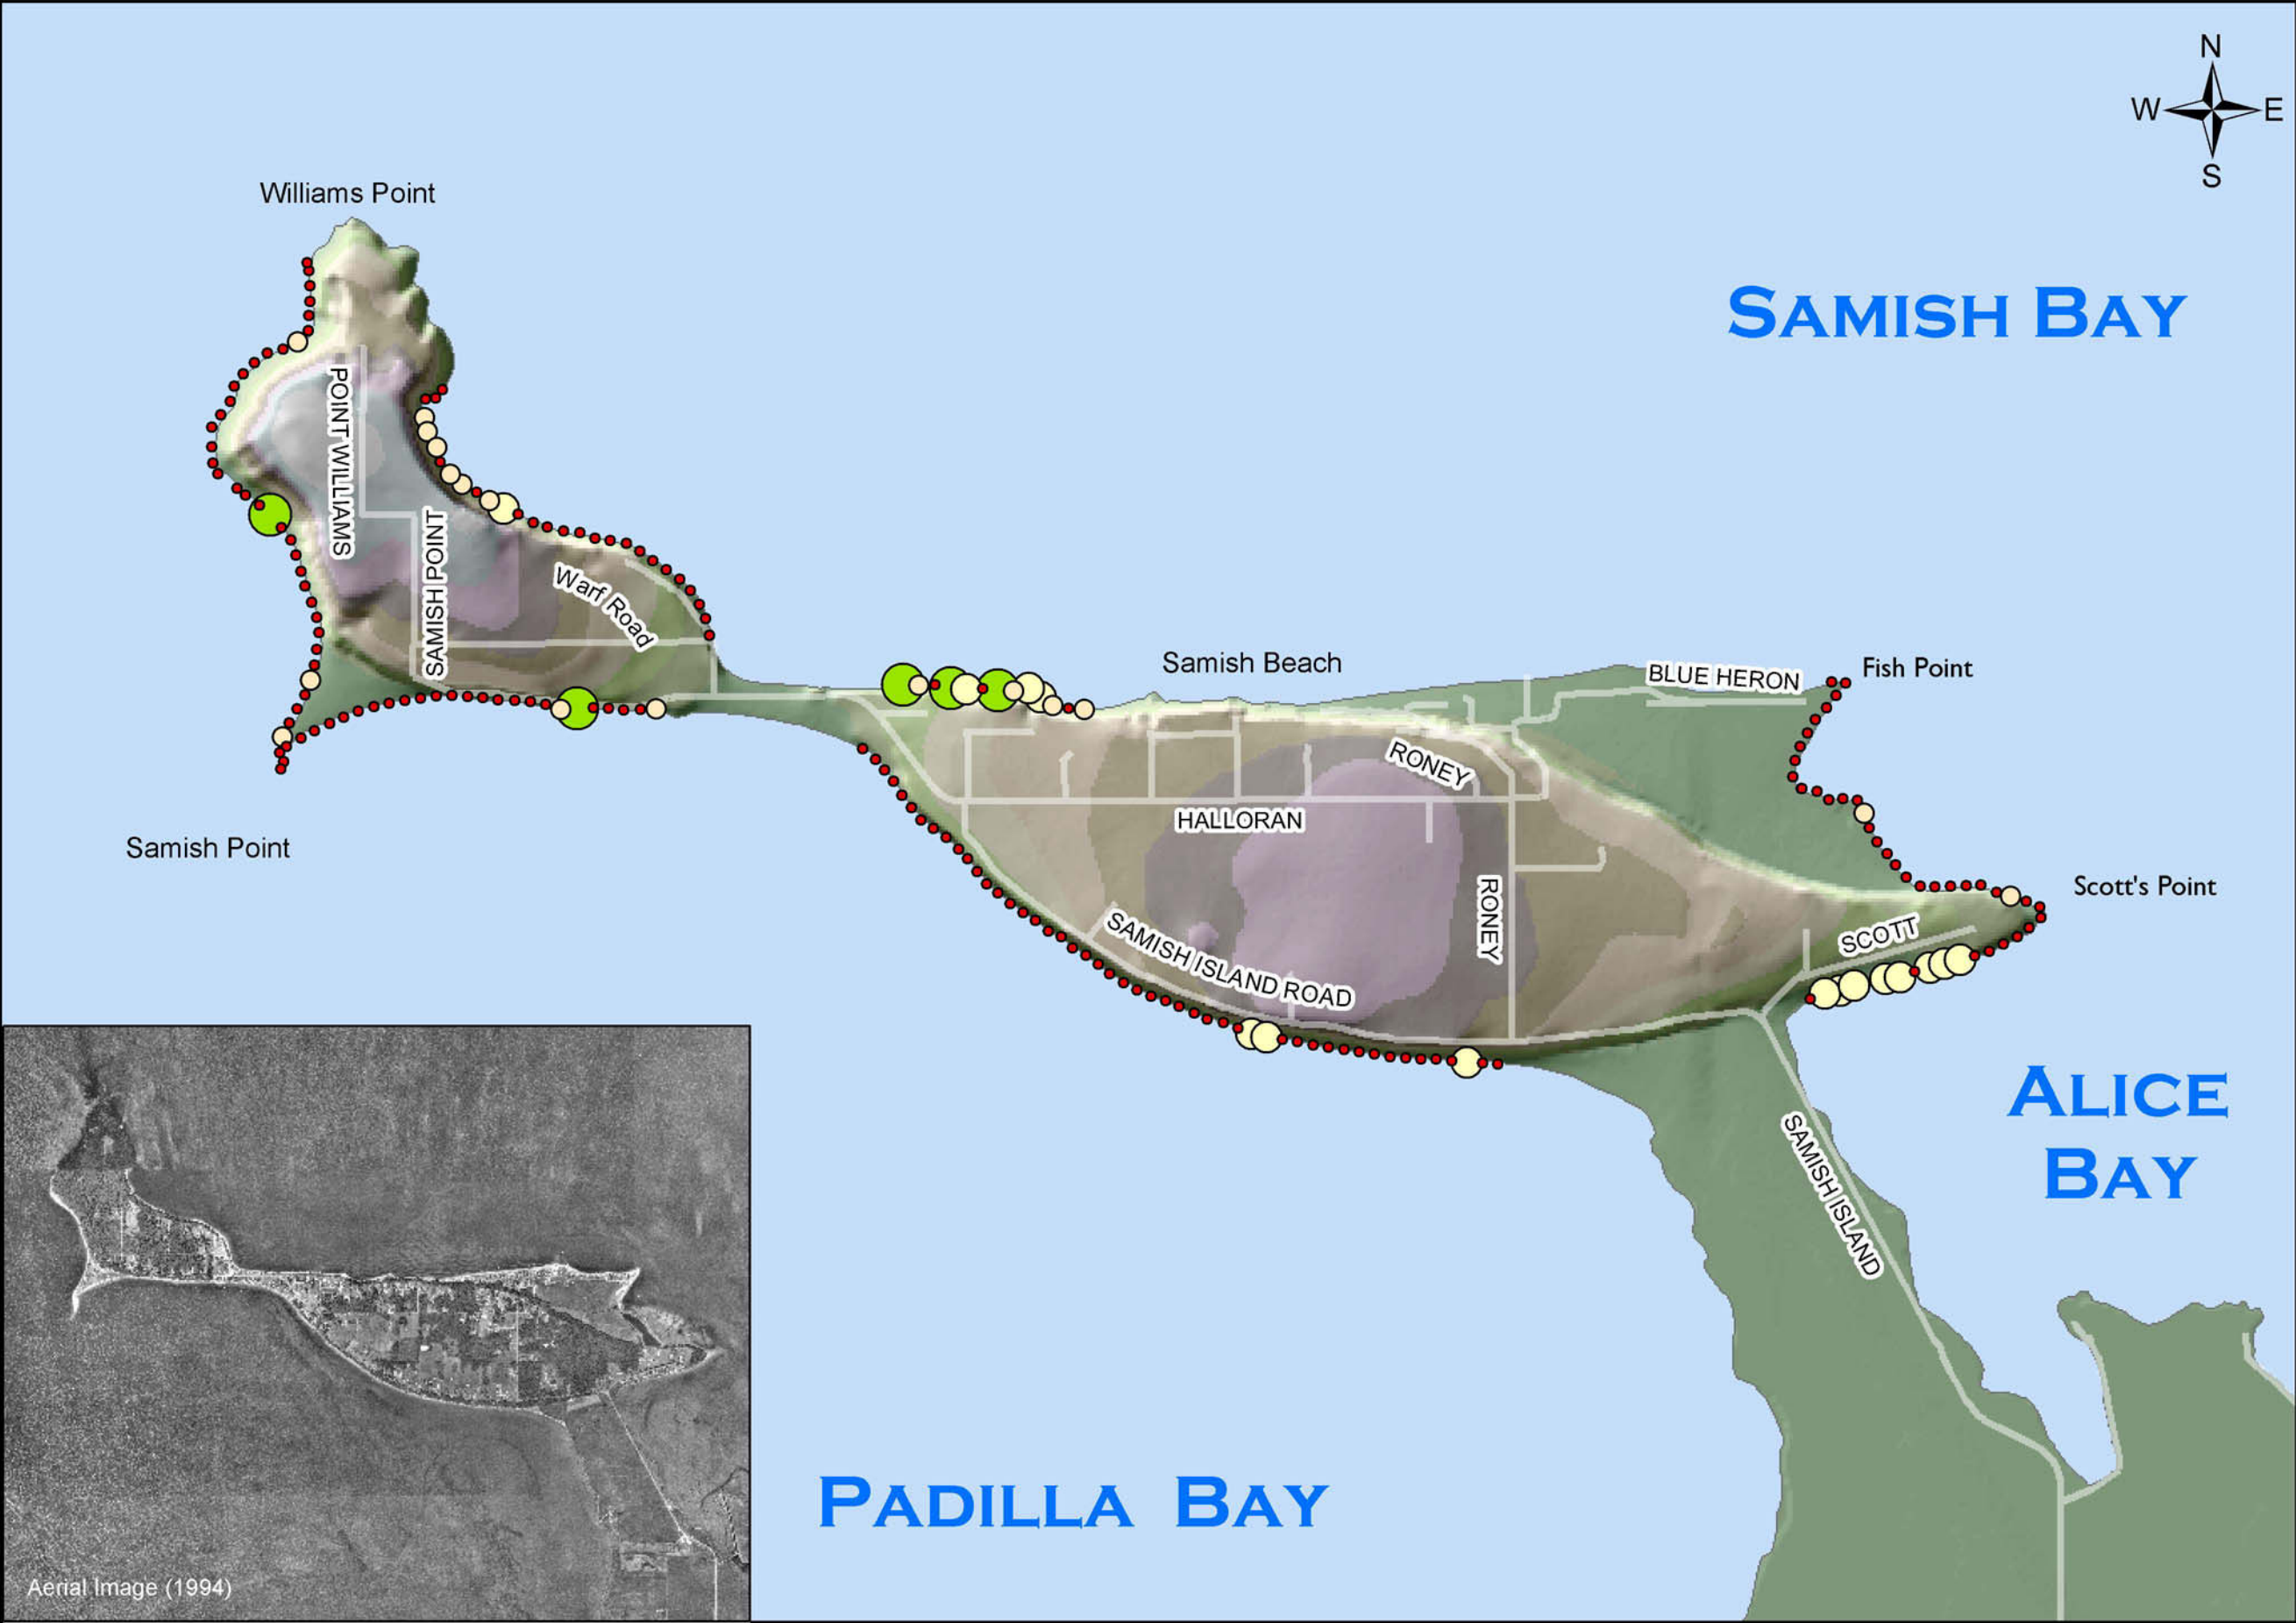 N
W E
S
Williams Point
SAMISH BAY
POINT WILLIAMS
SAMISH POINT
Warf Road
Samish Beach
BLUE HERON
Fish Point
RONEY
HALLORAN
Samish Point
RONEY
Scott's Point
SCOTT
SAMISH ISLAND ROAD
ALICE
BAY
SAMISH ISLAND
PADILLA BAY
Aerial Image (1994)